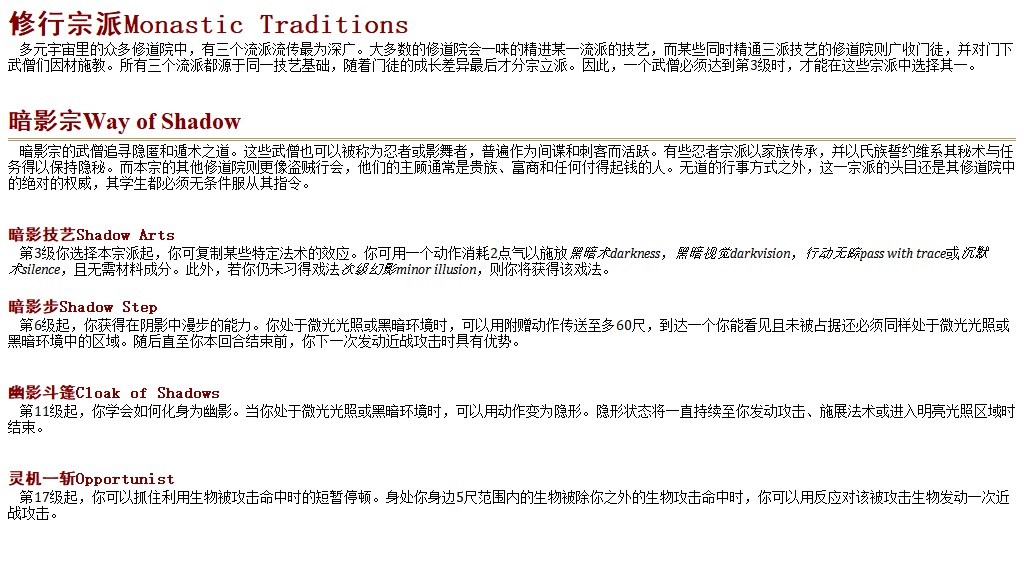 修行宗派Monastic Traditions
多元宇宙里的众多修道院中，有三个流派流传最为深广。大多数的修道院会一味的精进某一流派的技艺，而某些同时精通三派技艺的修道院则广收门徒，并对门下
武僧们因材施教。所有三个流派都源于同一技艺基础，随着门徒的成长差异最后才分宗立派。因此，一个武僧必须达到第3级时，才能在这些宗派中选择其一。
暗影宗Way of Shadow
暗影宗的武僧追寻隐匿和遁术之道。这些武僧也可以被称为忍者或影舞者，普遍作为间谍和刺客而活跃。有些忍者宗派以家族传承，并以氏族誓约维系其秘术与任
务得以保持隐秘。而本宗的其他修道院则更像盗贼行会，他们的主顾通常是贵族、富商和任何付得起钱的人。无道的行事方式之外，这一宗派的头目还是其修道院中
的绝对的权威，其学生都必须无条件服从其指令。
暗影技艺Shadow Arts
第3级你选择本宗派起，你可复制某些特定法术的效应。你可用一个动作消耗2点气以施放黑暗术darkness，黑暗视觉darkvision，行动无踪pass with trace或沉默
术silence，且无需材料成分。此外，若你仍未习得戏法次级幻影minor illusion，则你将获得该戏法。
暗影步Shadow Step
第6级起，你获得在阴影中漫步的能力。你处于微光光照或黑暗环境时，可以用附赠动作传送至多60尺，到达一个你能看见且未被占据还必须同样处于微光光照或
黑暗环境中的区域。随后直至你本回合结束前，你下一次发动近战攻击时具有优势。
幽影斗篷Cloak of Shadows
第11级起，你学会如何化身为幽影。当你处于微光光照或黑暗环境时，可以用动作变为隐形。隐形状态将一直持续至你发动攻击、施展法术或进入明亮光照区域时
结束。
灵机一斩Opportunist
第17级起，你可以抓住利用生物被攻击命中时的短暂停顿。身处你身边5尺范围内的生物被除你之外的生物攻击命中时，你可以用反应对该被攻击生物发动一次近
战攻击。